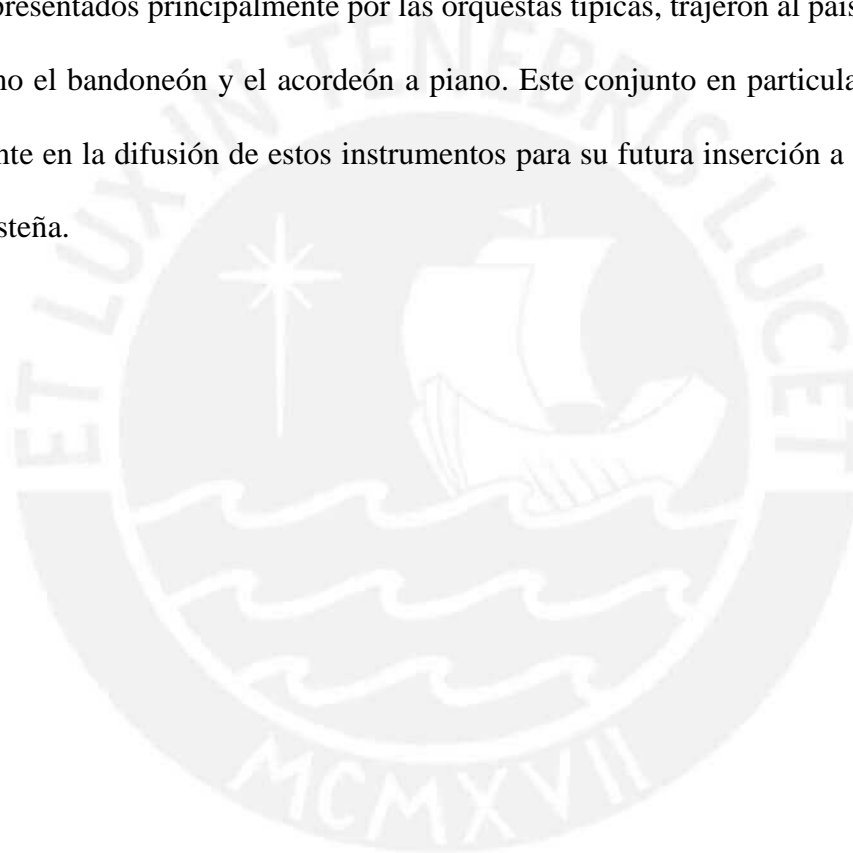 presentados principalmente por las orquestas típicas, trajeron al país
no el bandoneón y el acordeón a piano. Este conjunto en particula
nte en la difusión de estos instrumentos para su futura inserción a
steña.
ET LUX IN TENEBRIS LUCET
MCMXVII